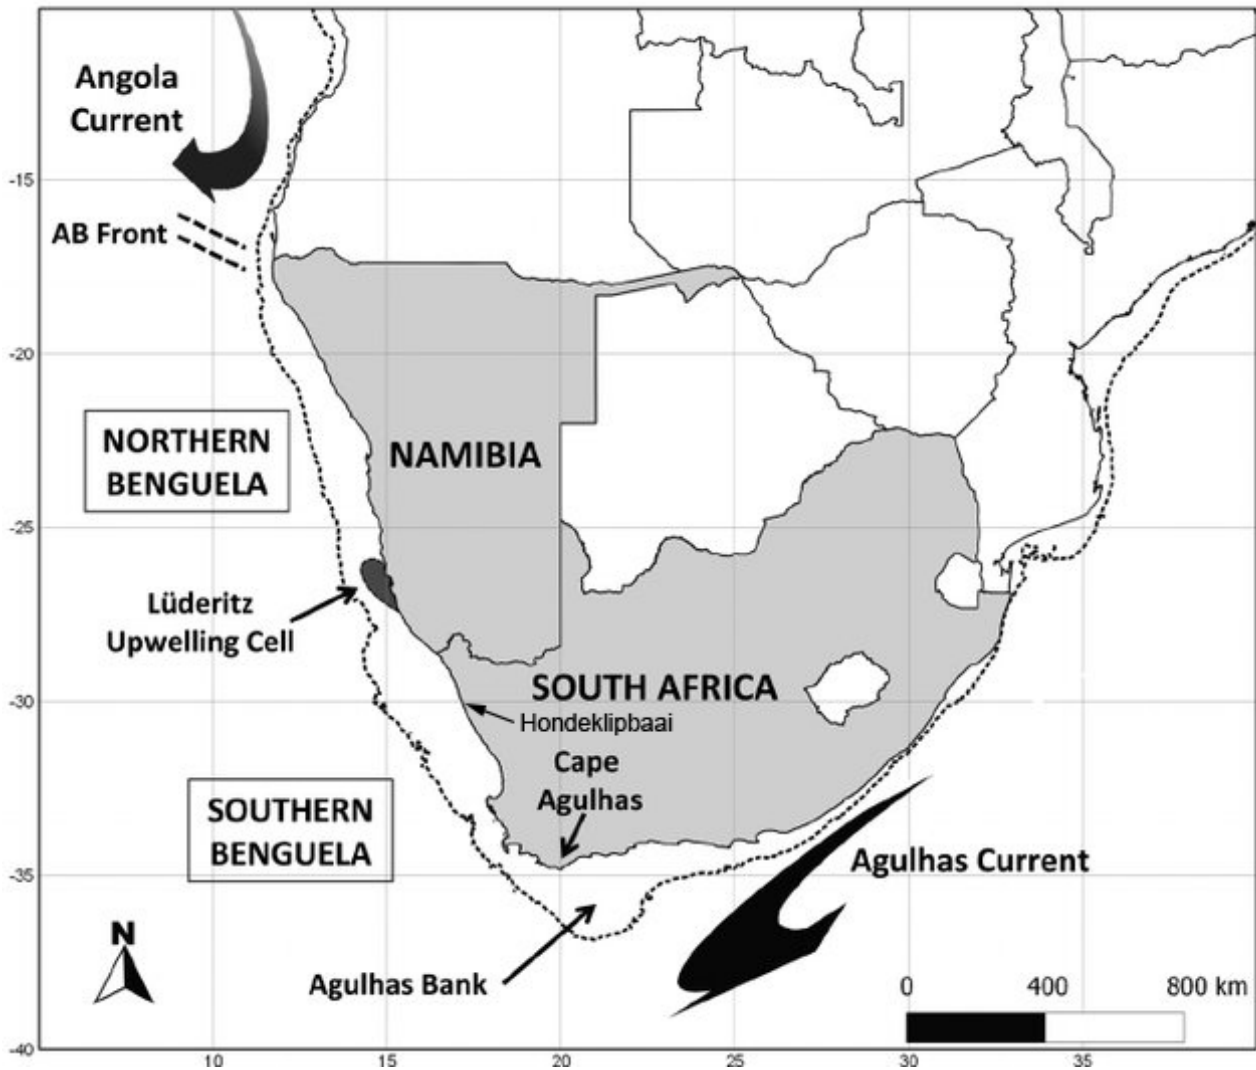 Angola
Current
-15
AB Front
-20
NORTHERN
BENGUELA
NAMIBIA
-25
Lüderitz
Upwelling Cell
SOUTH AFRICA
-30
Hondeklipbaai
Cape
Agulhas
SOUTHERN
BENGUELA
Agulhas Current
-35
N
Agulhas Bank
0 400 800 km
-40
10 15 20 25 30 35